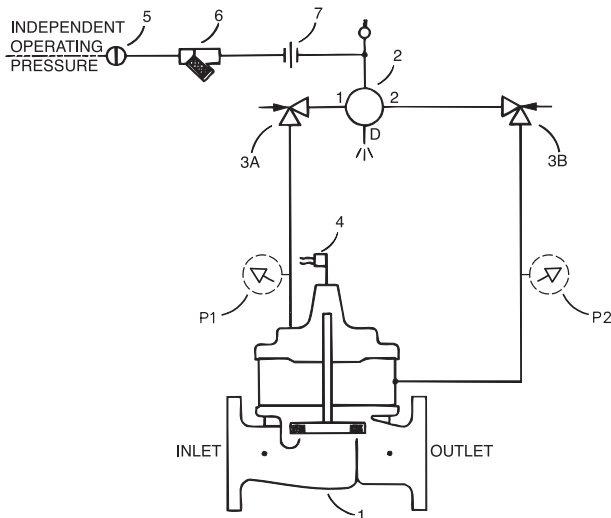 INDEPENDENT
OPERATING
PRESSURE
5
6
7
2
1
2
D
3A
3B
4
P1
P2
INLET
OUTLET
1